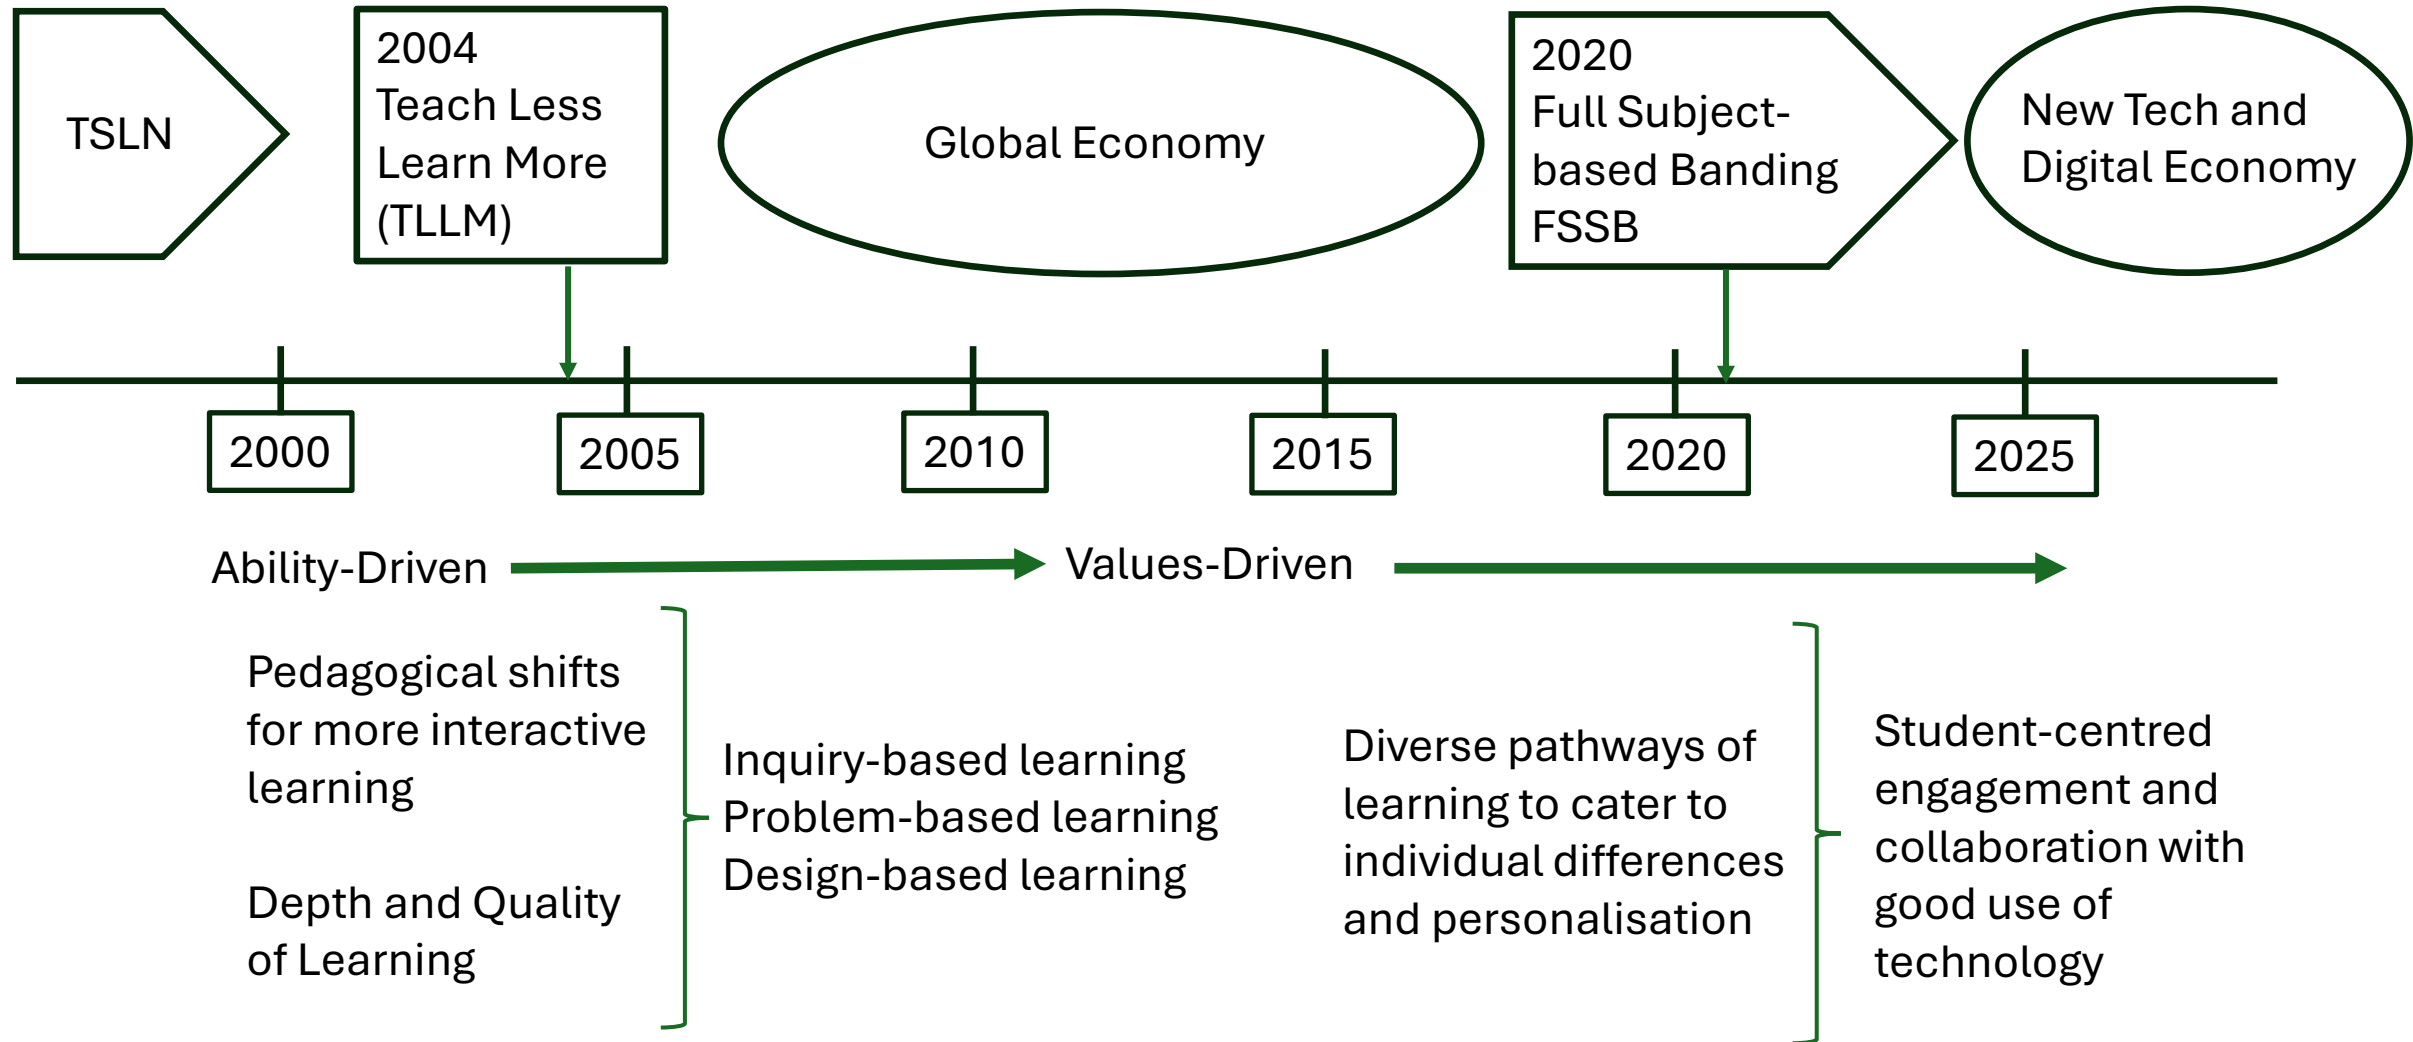 TSLN
2004
Teach Less
Learn More
(TLLM)
Global Economy
2020
Full Subject-
based Banding
FSSB
New Tech and
Digital Economy
2000
2005
2010
2015
2020
2025
Ability-Driven
Values-Driven
Pedagogical shifts
for more interactive
learning
Depth and Quality
of Learning
Inquiry-based learning
Problem-based learning
Design-based learning
Diverse pathways of
learning to cater to
individual differences
and personalisation
Student-centred
engagement and
collaboration with
good use of
technology